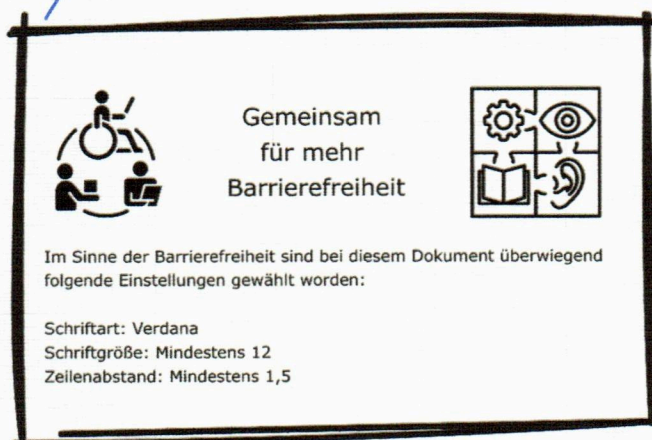 Gemeinsam
für mehr
Barrierefreiheit
Im Sinne der Barrierefreiheit sind bei diesem Dokument überwiegend
folgende Einstellungen gewählt worden:
Schriftart: Verdana
Schriftgröße: Mindestens 12
Zeilenabstand: Mindestens 1,5